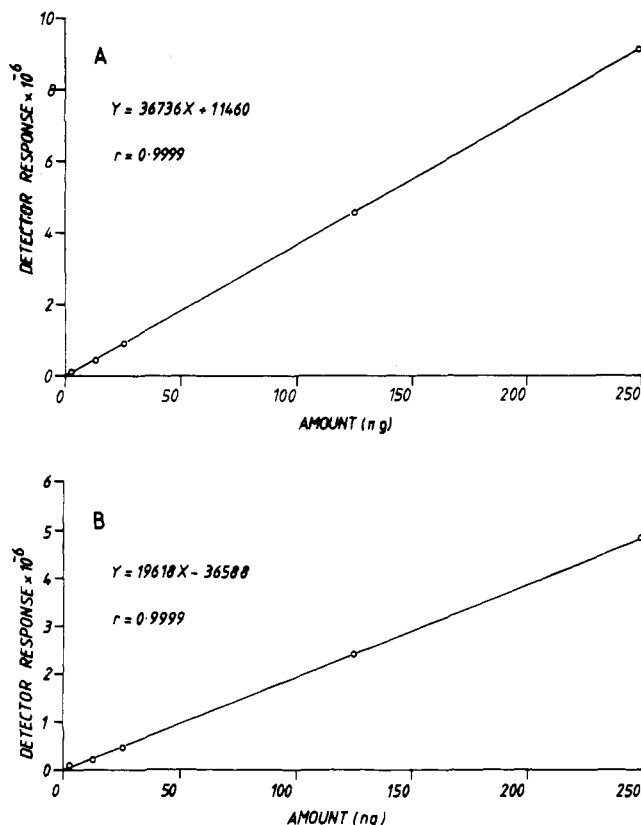 A
Y = 36736X + 11460
r = 0·9999
DETECTOR RESPONSE × 10⁻⁶
10
8
6
4
2
0
0 50 100 150 200 250
AMOUNT (ng)
B
Y = 19618X − 36588
r = 0·9999
DETECTOR RESPONSE × 10⁻⁶
6
5
4
3
2
1
0
0 50 100 150 200 250
AMOUNT (ng)